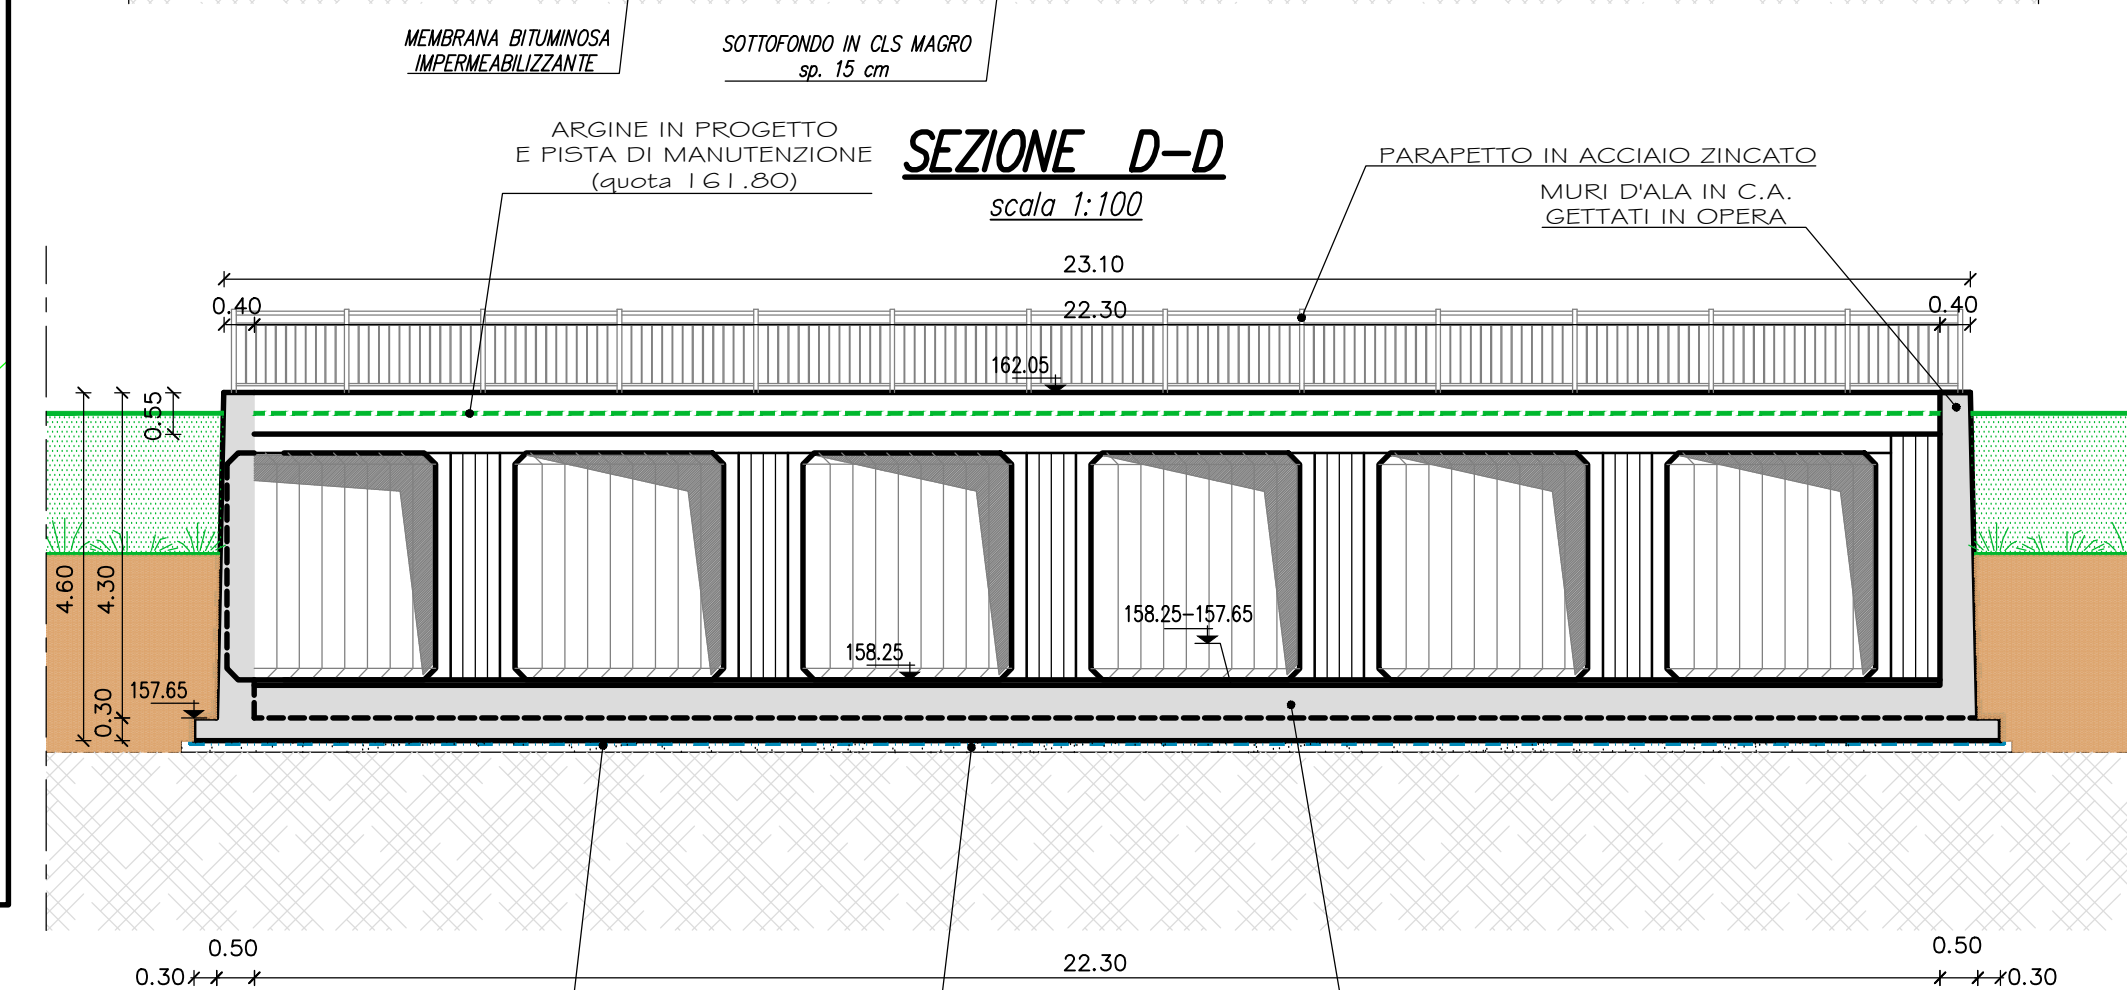 MEMBRANA BITUMINOSA
IMPERMEABILIZZANTE
SOTTOFONDO IN CLS MAGRO
sp. 15 cm
ARGINE IN PROGETTO
E PISTA DI MANUTENZIONE
(quota 161.80)
SEZIONE D-D
scala 1:100
PARAPETTO IN ACCIAIO ZINCATO
MURI D'ALA IN C.A.
GETTATI IN OPERA
23.10
0.40
22.30
0.40
162.05
0.55
4.60
4.30
0.30
157.65
158.25
158.25-157.65
0.50
0.30
22.30
0.50
0.30